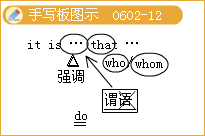 手写板图示 0602-12
it is … that …
who whom
强调
谓语
do